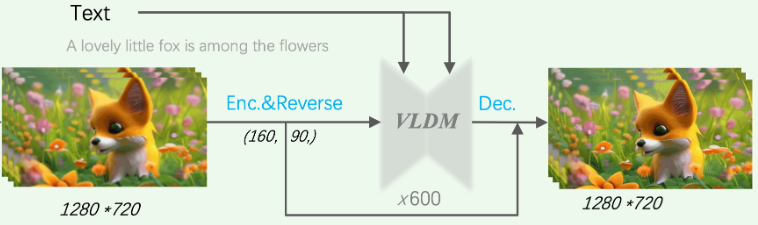 Text
A lovely little fox is among the flowers
Enc.&Reverse
Dec.
(160, 90,)
VLDM
x600
1280 *720
1280 *720